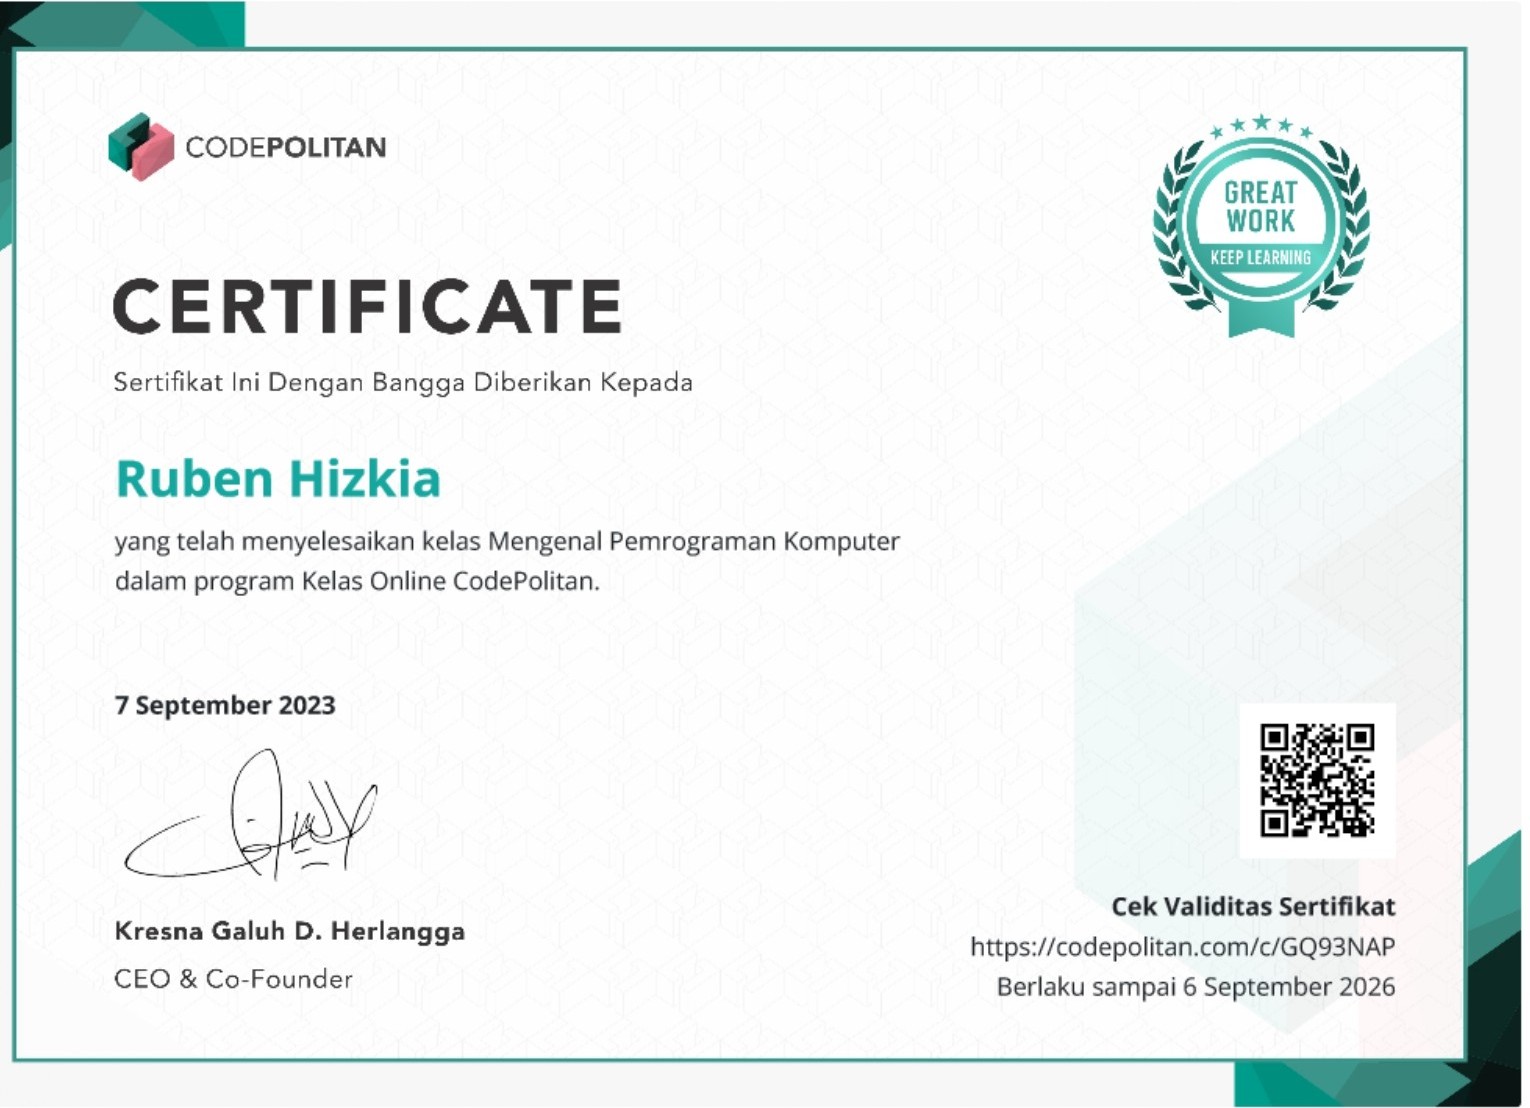 CODEPOLITAN
GREAT
WORK
KEEP LEARNING
CERTIFICATE
Sertifikat Ini Dengan Bangga Diberikan Kepada
Ruben Hizkia
yang telah menyelesaikan kelas Mengenal Pemrograman Komputer
dalam program Kelas Online CodePolitan.
7 September 2023
Kresna Galuh D. Herlangga
CEO & Co-Founder
Cek Validitas Sertifikat
https://codepolitan.com/c/GQ93NAP
Berlaku sampai 6 September 2026